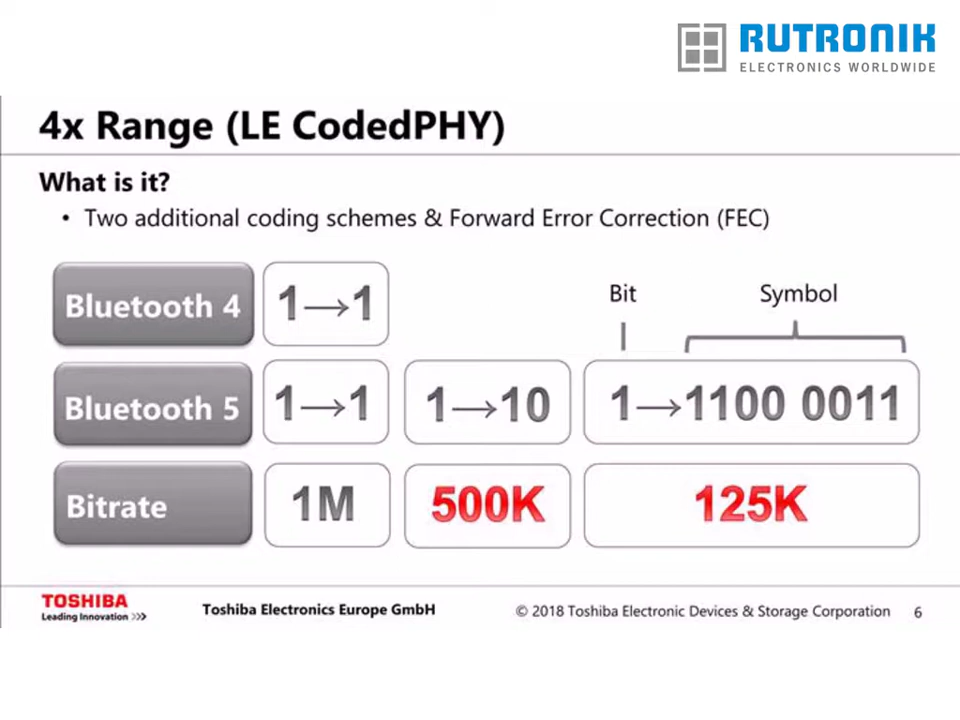 RUTRONIK
ELECTRONICS WORLDWIDE
4x Range (LE CodedPHY)
What is it?
• Two additional coding schemes & Forward Error Correction (FEC)
Bit Symbol
Bluetooth 4 1→1
Bluetooth 5 1→1 1→10 1→1100 0011
Bitrate 1M 500K 125K
TOSHIBA
Leading Innovation >>>
Toshiba Electronics Europe GmbH
© 2018 Toshiba Electronic Devices & Storage Corporation 6